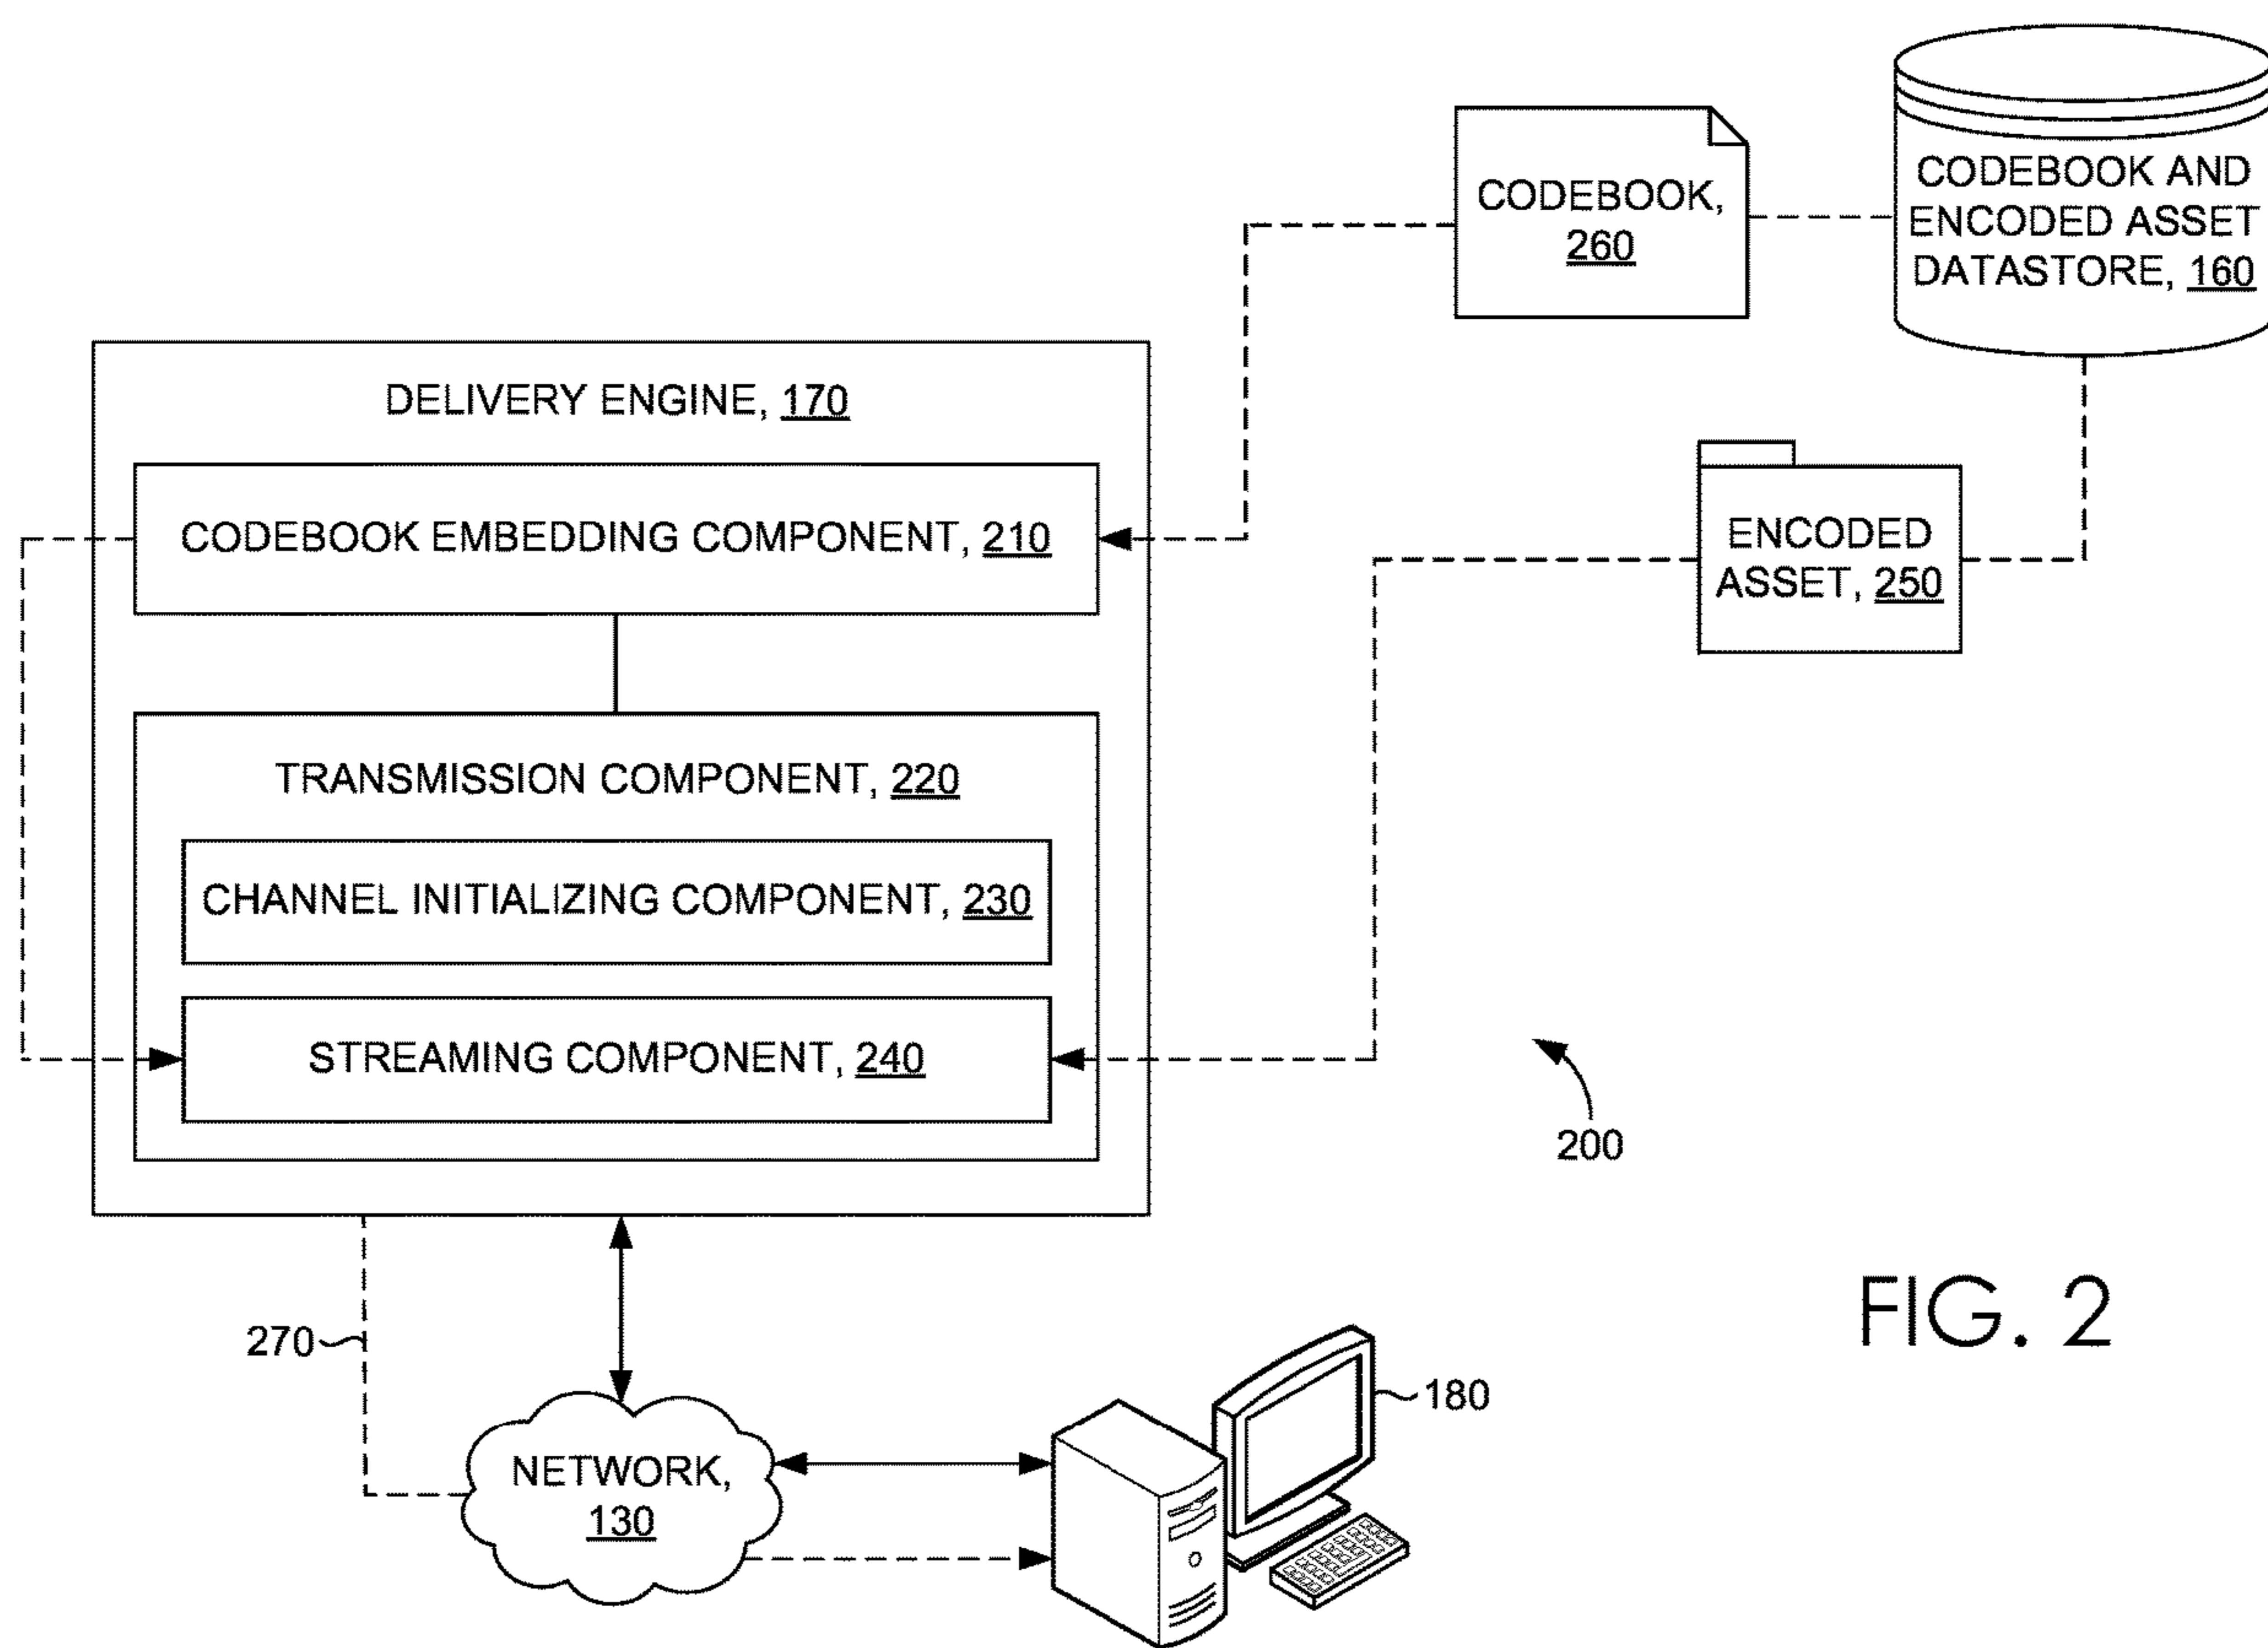 CODEBOOK AND
ENCODED ASSET
DATASTORE, 160
CODEBOOK,
260
DELIVERY ENGINE, 170
CODEBOOK EMBEDDING COMPONENT, 210
ENCODED
ASSET, 250
TRANSMISSION COMPONENT, 220
CHANNEL INITIALIZING COMPONENT, 230
STREAMING COMPONENT, 240
200
FIG. 2
270
180
NETWORK,
130